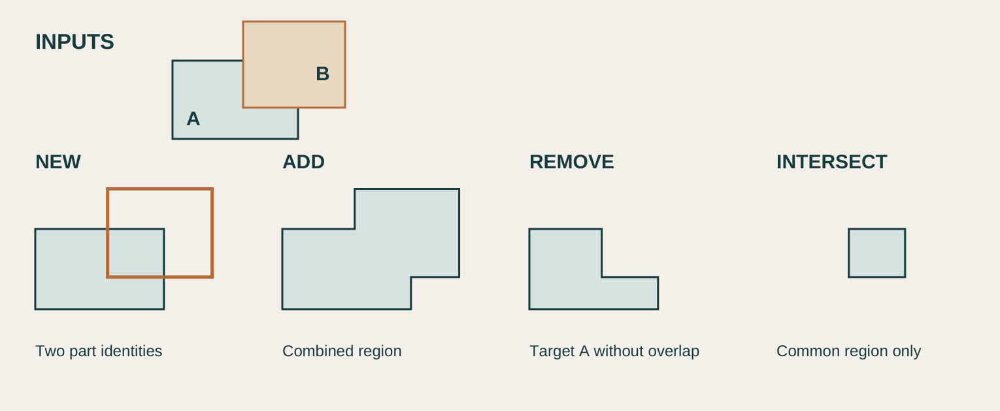 INPUTS
B
A
NEW
ADD
REMOVE
INTERSECT
Two part identities
Combined region
Target A without overlap
Common region only